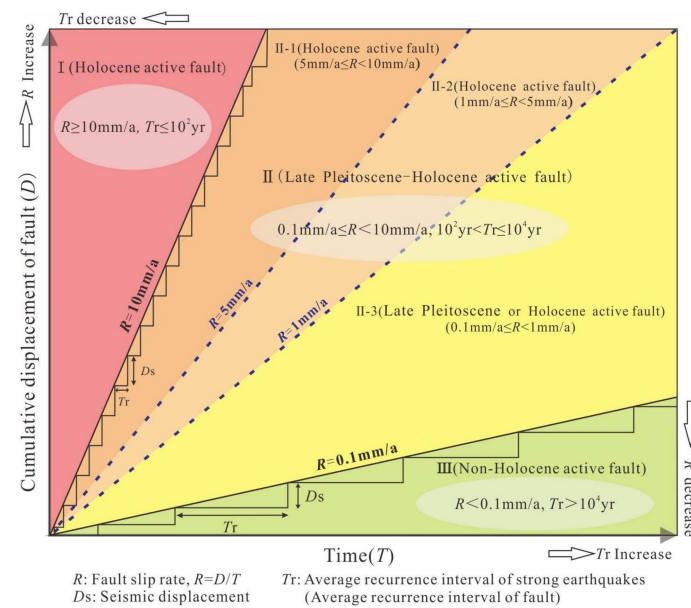 Tr decrease
R Increase
I (Holocene active fault)
R≥10mm/a, Tr≤10²yr
II-1(Holocene active fault)
(5mm/a≤R<10mm/a)
II-2(Holocene active fault)
(1mm/a≤R<5mm/a)
II (Late Pleitoscene-Holocene active fault)
0.1mm/a≤R<10mm/a, 10²yr<Tr≤10⁴yr
Cumulative displacement of fault (D)
R=10mm/a
R=5mm/a
R=1mm/a
II-3(Late Pleitoscene or Holocene active fault)
(0.1mm/a≤R<1mm/a)
Ds
Tr
R=0.1mm/a
III(Non-Holocene active fault)
R<0.1mm/a, Tr>10⁴yr
Ds
Tr
R decrease
Time(T)
Tr Increase
R: Fault slip rate, R=D/T
Tr: Average recurrence interval of strong earthquakes
Ds: Seismic displacement
(Average recurrence interval of fault)